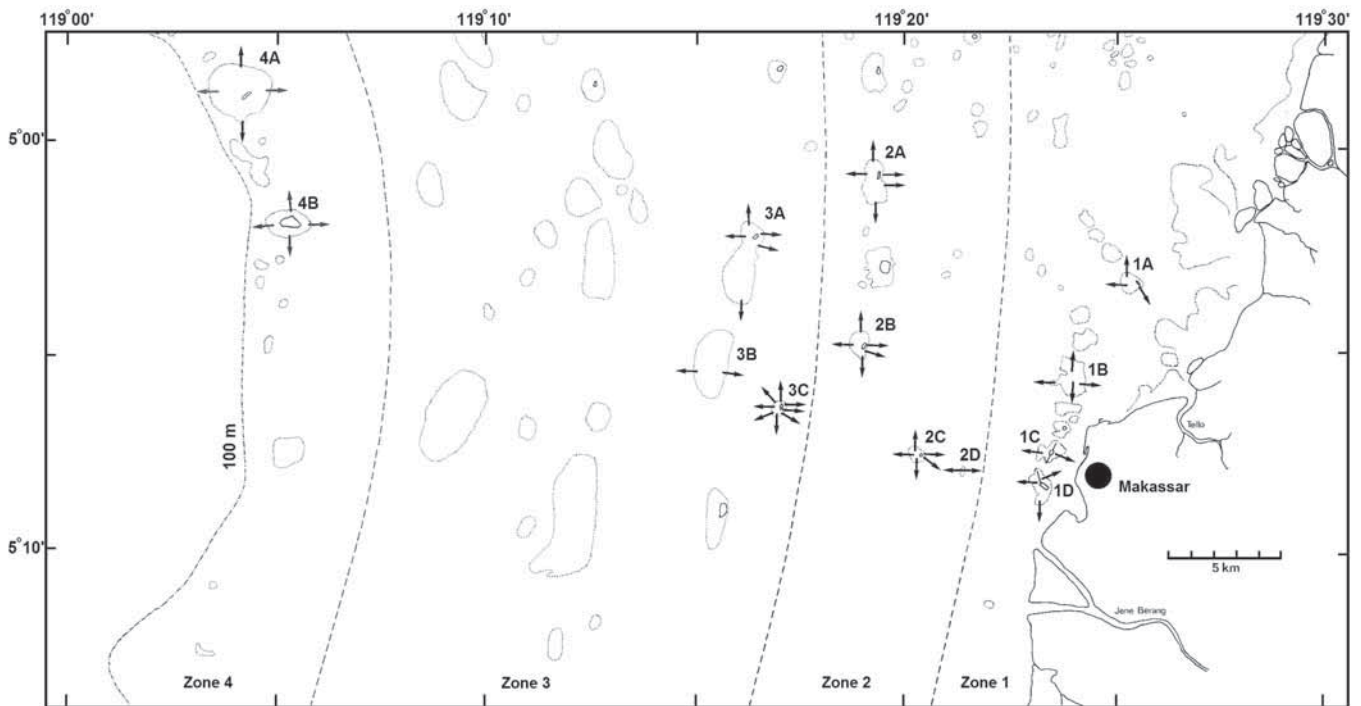 119°00' 119°10' 119°20' 119°30'
4A
5°00'
2A
4B
3A
1A
2B
3B
1B
3C
100 m
2C
1C
2D
Tello
1D
Makassar
5°10'
5 km
Jene Berang
Zone 4 Zone 3 Zone 2 Zone 1